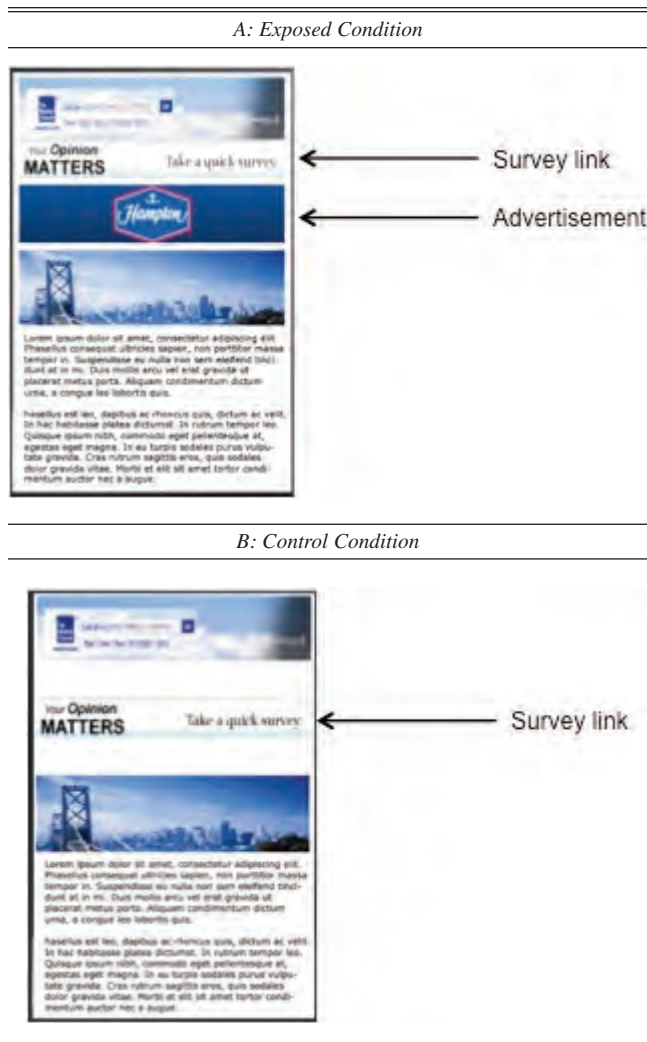 A: Exposed Condition
Your Opinion
MATTERS
Take a quick survey
Survey link
Hampton
Advertisement
Lorem ipsum dolor sit amet, consectetur adipiscing elit.
Phasellus consequat ultricies sapien, non porttitor massa
tempor in. Suspendisse eu nulla non sem eleifend tinci-
dunt at in mi. Duis mollis arcu vel erat gravida ut
placerat metus porta. Aliquam condimentum dictum
urna, a congue leo lobortis quis.
hasellus est leo, dapibus ac rhoncus quis, dictum ac velit.
In hac habitasse platea dictumst. In rutrum tempor leo.
Quisque ipsum nibh, commodo eget pellentesque at,
egestas eget magna. In eu turpis sodales purus vulpu-
tate gravida. Cras rutrum sagittis eros, quis sodales
dolor gravida vitae. Morbi et elit sit amet tortor condi-
mentum auctor nec a augue.
B: Control Condition
Your Opinion
MATTERS
Take a quick survey
Survey link
Lorem ipsum dolor sit amet, consectetur adipiscing elit.
Phasellus consequat ultricies sapien, non porttitor massa
tempor in. Suspendisse eu nulla non sem eleifend tinci-
dunt at in mi. Duis mollis arcu vel erat gravida ut
placerat metus porta. Aliquam condimentum dictum
urna, a congue leo lobortis quis.
hasellus est leo, dapibus ac rhoncus quis, dictum ac velit.
In hac habitasse platea dictumst. In rutrum tempor leo.
Quisque ipsum nibh, commodo eget pellentesque at,
egestas eget magna. In eu turpis sodales purus vulpu-
tate gravida. Cras rutrum sagittis eros, quis sodales
dolor gravida vitae. Morbi et elit sit amet tortor condi-
mentum auctor nec a augue.